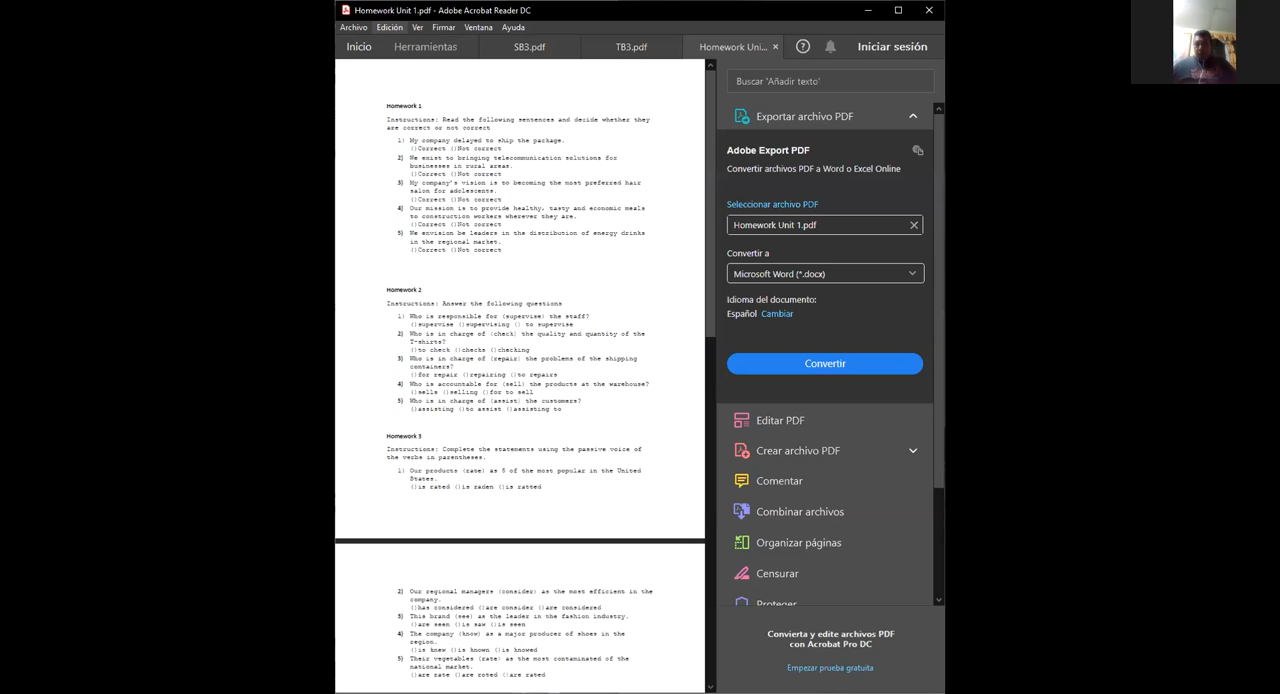 Homework Unit 1.pdf - Adobe Acrobat Reader DC
Archivo Edición Ver Firmar Ventana Ayuda
Inicio Herramientas SB3.pdf TB3.pdf Homework Uni... × Iniciar sesión
Homework 1
Instructions: Read the following sentences and decide whether they
are correct or not correct
1) My company delayed to ship the package.
()Correct ()Not correct
2) We exist to bringing telecommunication solutions for
businesses in rural areas.
()Correct ()Not correct
3) My company's vision is to becoming the most preferred hair
salon for adolescents.
()Correct ()Not correct
4) Our mission is to provide healthy, tasty and economic meals
to construction workers wherever they are.
()Correct ()Not correct
5) We envision be leaders in the distribution of energy drinks
in the regional market.
()Correct ()Not correct
Homework 2
Instructions: Answer the following questions
1) Who is responsible for (supervise) the staff?
()supervise ()supervising () to supervise
2) Who is in charge of (check) the quality and quantity of the
T-shirts?
()to check ()checks ()checking
3) Who is in charge of (repair) the problems of the shipping
containers?
()for repair ()repairing ()to repairs
4) Who is accountable for (sell) the products at the warehouse?
()sells ()selling ()for to sell
5) Who is in charge of (assist) the customers?
()assisting ()to assist ()assisting to
Homework 3
Instructions: Complete the statements using the passive voice of
the verbs in parentheses.
1) Our products (rate) as 5 of the most popular in the United
States.
()is rated ()is raden ()is ratted
2) Our regional managers (consider) as the most efficient in the
company.
()has considered ()are consider ()are considered
3) This brand (see) as the leader in the fashion industry.
()are seen ()is saw ()is seen
4) The company (know) as a major producer of shoes in the
region.
()is knew ()is known ()is knowed
5) Their vegetables (rate) as the most contaminated of the
national market.
()are rate ()are roted ()are rated
Buscar 'Añadir texto'
Exportar archivo PDF
Adobe Export PDF
Convertir archivos PDF a Word o Excel Online
Seleccionar archivo PDF
Homework Unit 1.pdf
Convertir a
Microsoft Word (*.docx)
Idioma del documento:
Español Cambiar
Convertir
Editar PDF
Crear archivo PDF
Comentar
Combinar archivos
Organizar páginas
Censurar
Proteger
Convierta y edite archivos PDF
con Acrobat Pro DC
Empezar prueba gratuita